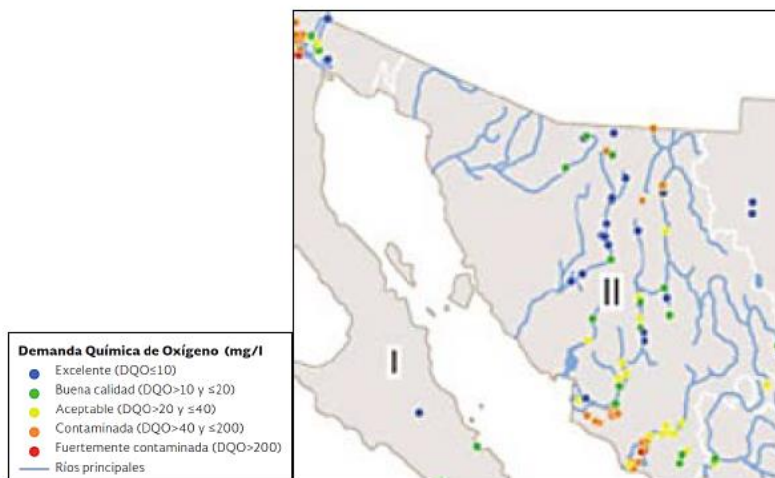 II
I
Demanda Química de Oxígeno (mg/l
Excelente (DQO≤10)
Buena calidad (DQO>10 y ≤20)
Aceptable (DQO>20 y ≤40)
Contaminada (DQO>40 y ≤200)
Fuertemente contaminada (DQO>200)
Ríos principales